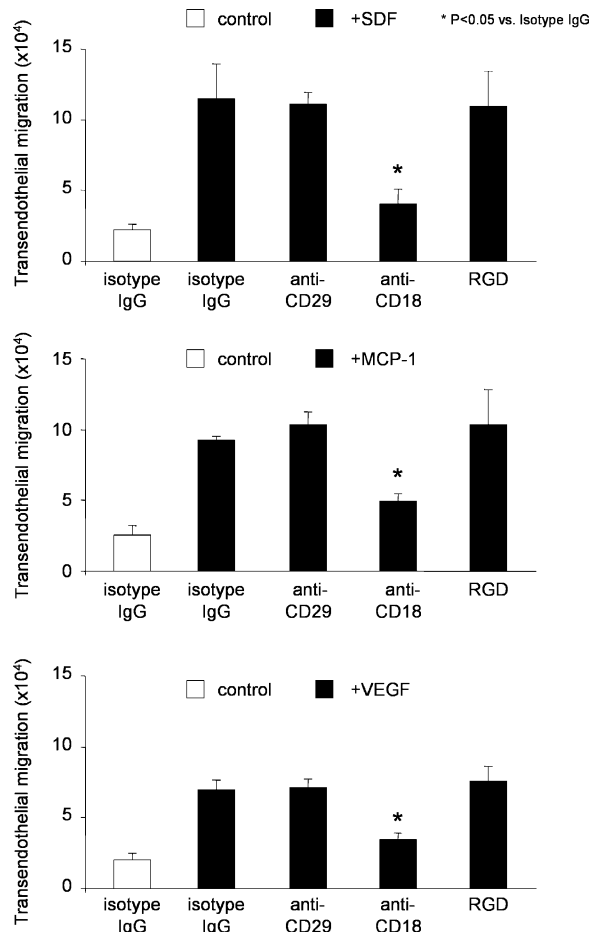 control +SDF * P<0.05 vs. Isotype IgG
Transendothelial migration (x10⁴)
15
10
5
0
*
isotype isotype anti- anti- RGD
IgG IgG CD29 CD18
control +MCP-1
Transendothelial migration (x10⁴)
15
10
5
0
*
isotype isotype anti- anti- RGD
IgG IgG CD29 CD18
control +VEGF
Transendothelial migration (x10⁴)
15
10
5
0
*
isotype isotype anti- anti- RGD
IgG IgG CD29 CD18